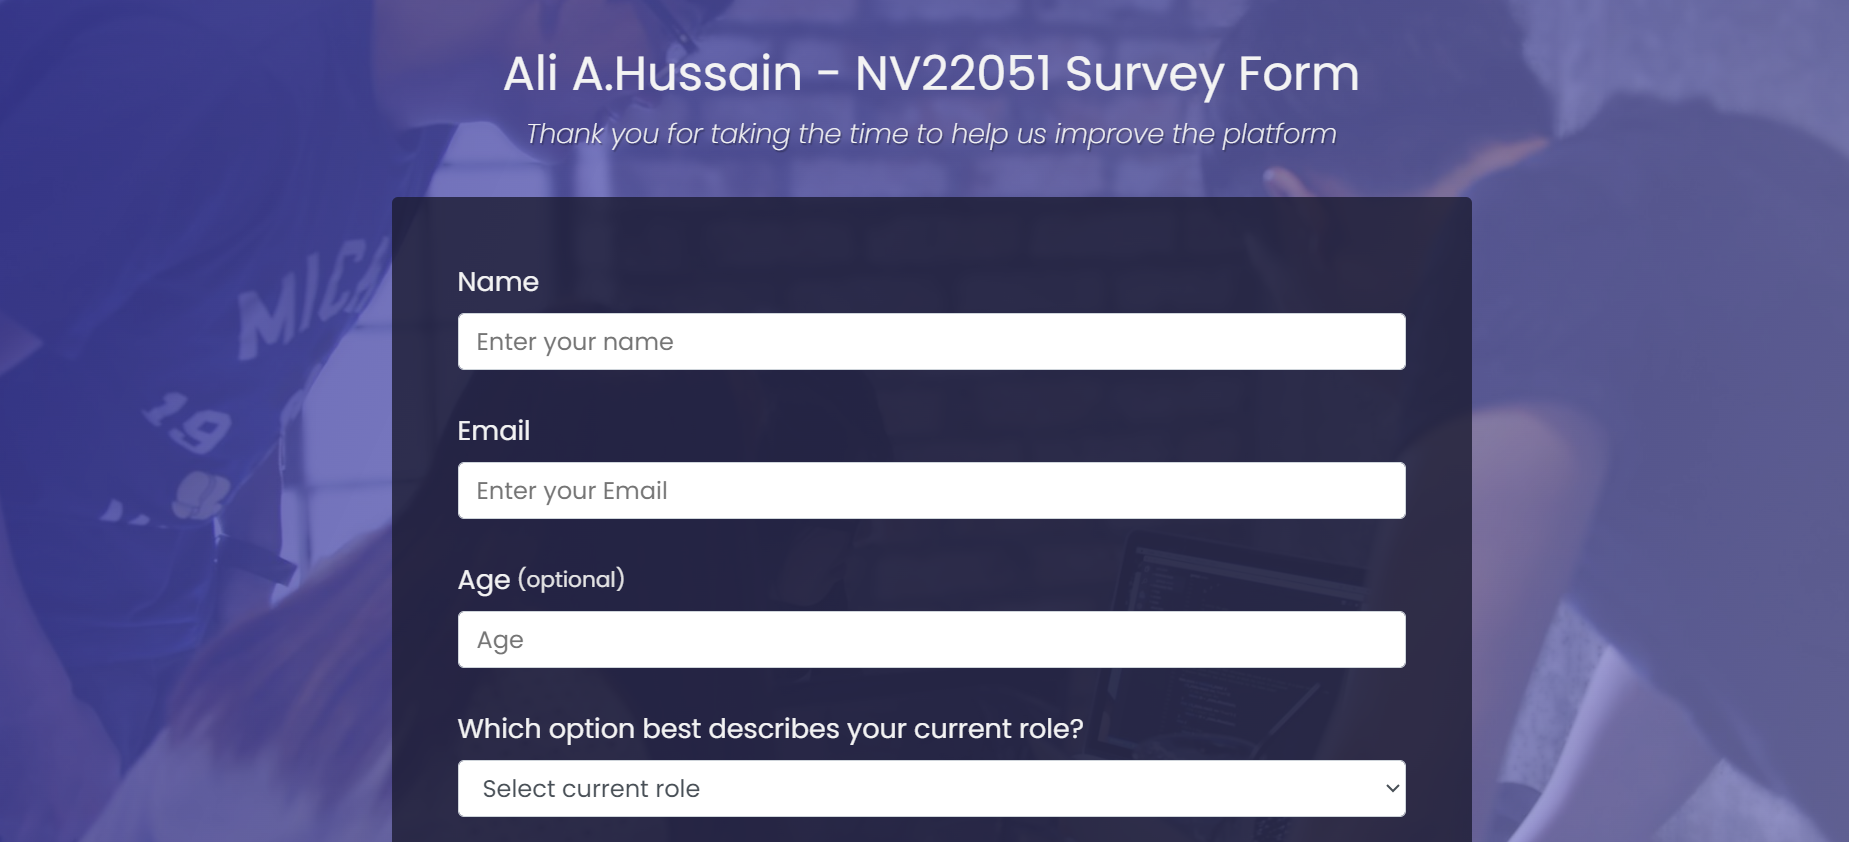 Ali A.Hussain - NV22051 Survey Form
Thank you for taking the time to help us improve the platform
Name
Enter your name
Email
Enter your Email
Age (optional)
Age
Which option best describes your current role?
Select current role
19